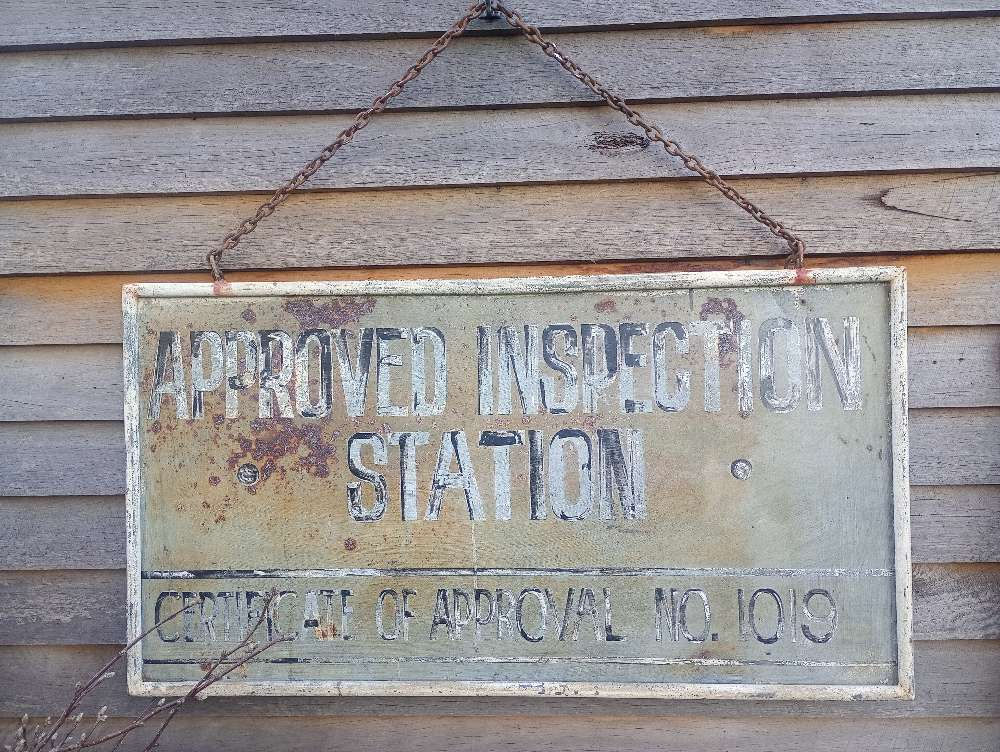 APPROVED INSPECTION
STATION
CERTIFICATE OF APPROVAL NO. 1019